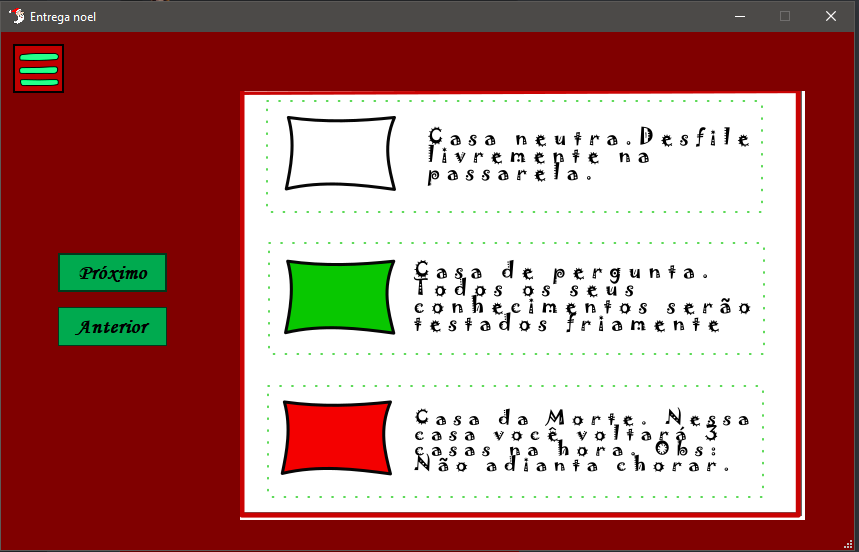 Entrega noel
Casa neutra.Desfile
livremente na
passarela.
Próximo
Casa de pergunta.
Todos os seus
conhecimentos serão
testados friamente
Anterior
Casa da Morte. Nessa
casa você voltará 3
casas na hora. Obs:
Não adianta chorar.